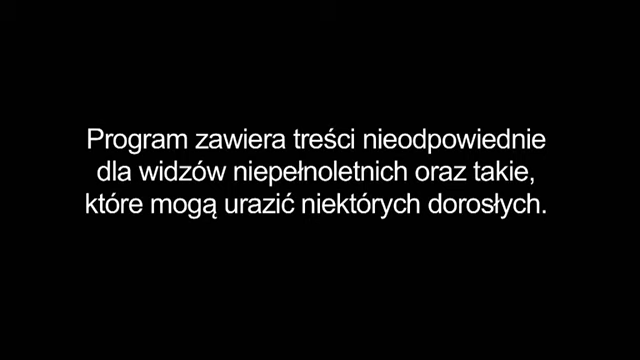 Program zawiera treści nieodpowiednie
dla widzów niepełnoletnich oraz takie,
które mogą urazić niektórych dorosłych.